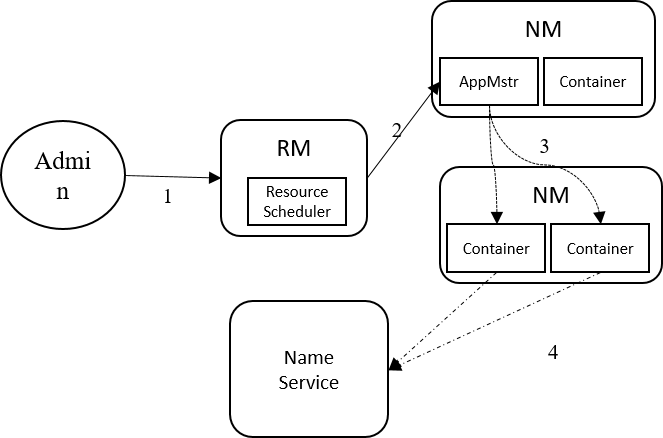 NM
AppMstr
Container
2
3
RM
Admi
n
1
Resource
Scheduler
NM
Container
Container
Name
Service
4